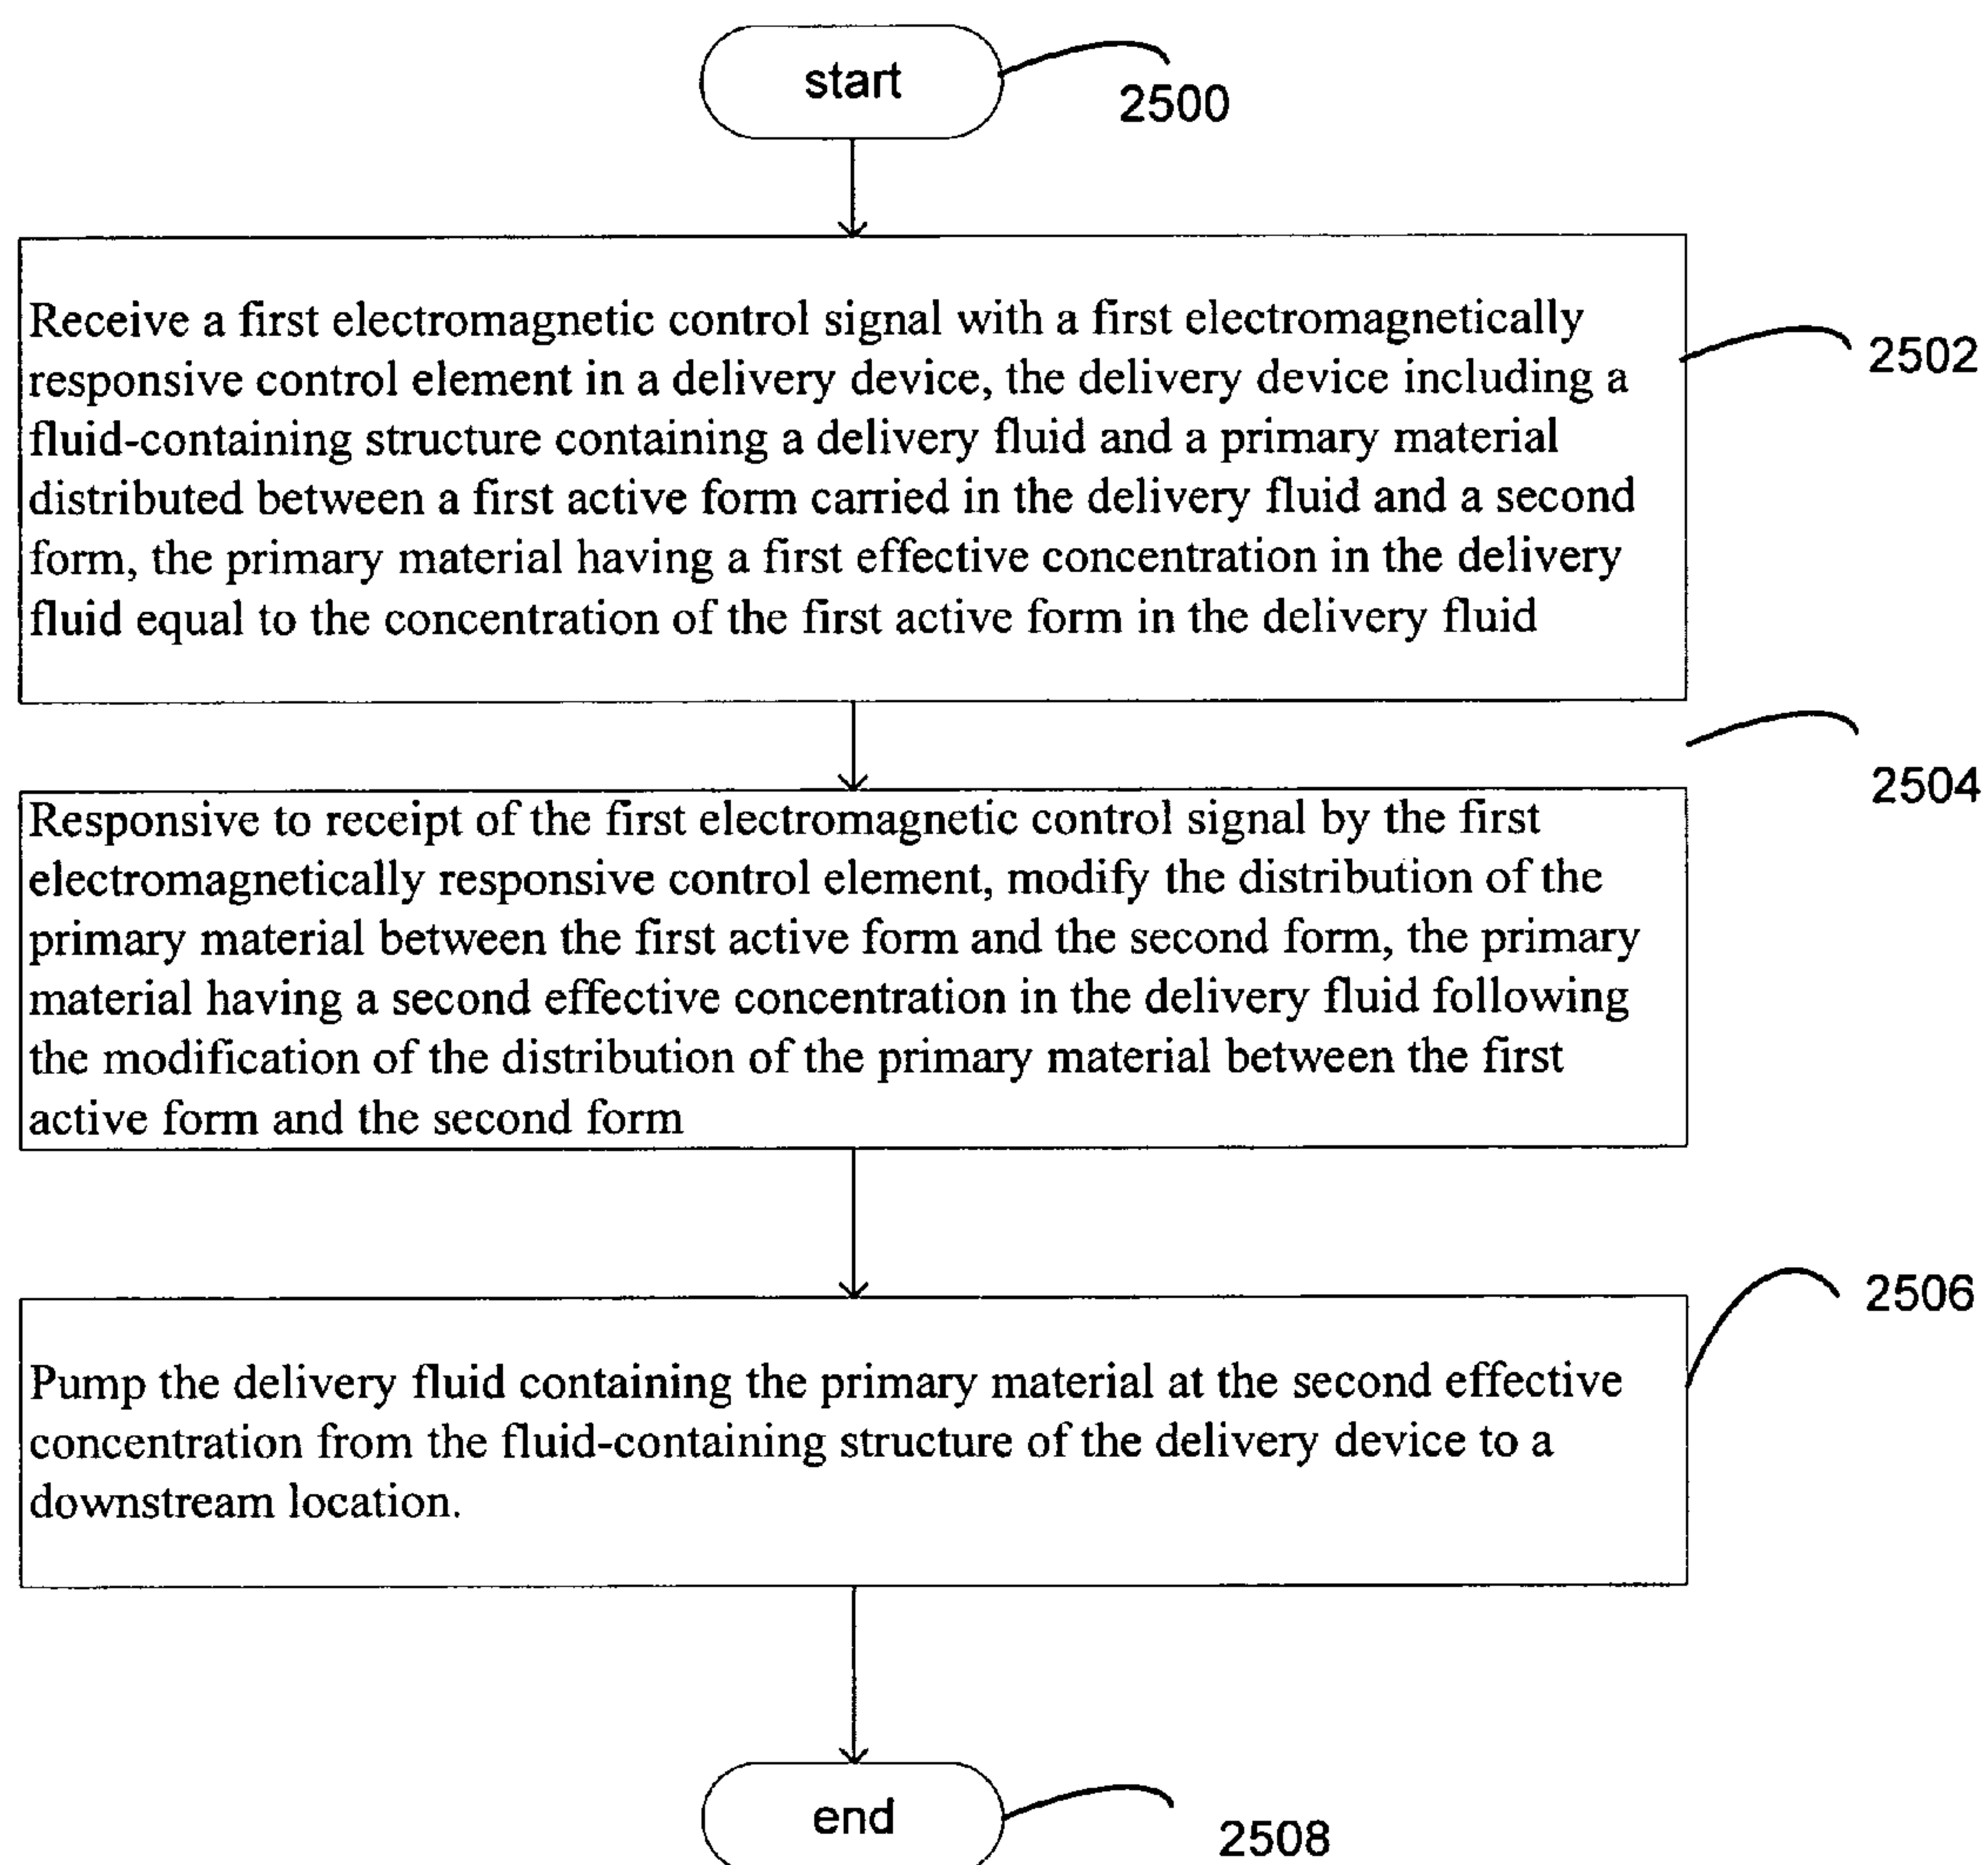 start
2500
Receive a first electromagnetic control signal with a first electromagnetically
responsive control element in a delivery device, the delivery device including a
fluid-containing structure containing a delivery fluid and a primary material
distributed between a first active form carried in the delivery fluid and a second
form, the primary material having a first effective concentration in the delivery
fluid equal to the concentration of the first active form in the delivery fluid
2502
2504
Responsive to receipt of the first electromagnetic control signal by the first
electromagnetically responsive control element, modify the distribution of the
primary material between the first active form and the second form, the primary
material having a second effective concentration in the delivery fluid following
the modification of the distribution of the primary material between the first
active form and the second form
2506
Pump the delivery fluid containing the primary material at the second effective
concentration from the fluid-containing structure of the delivery device to a
downstream location.
end
2508